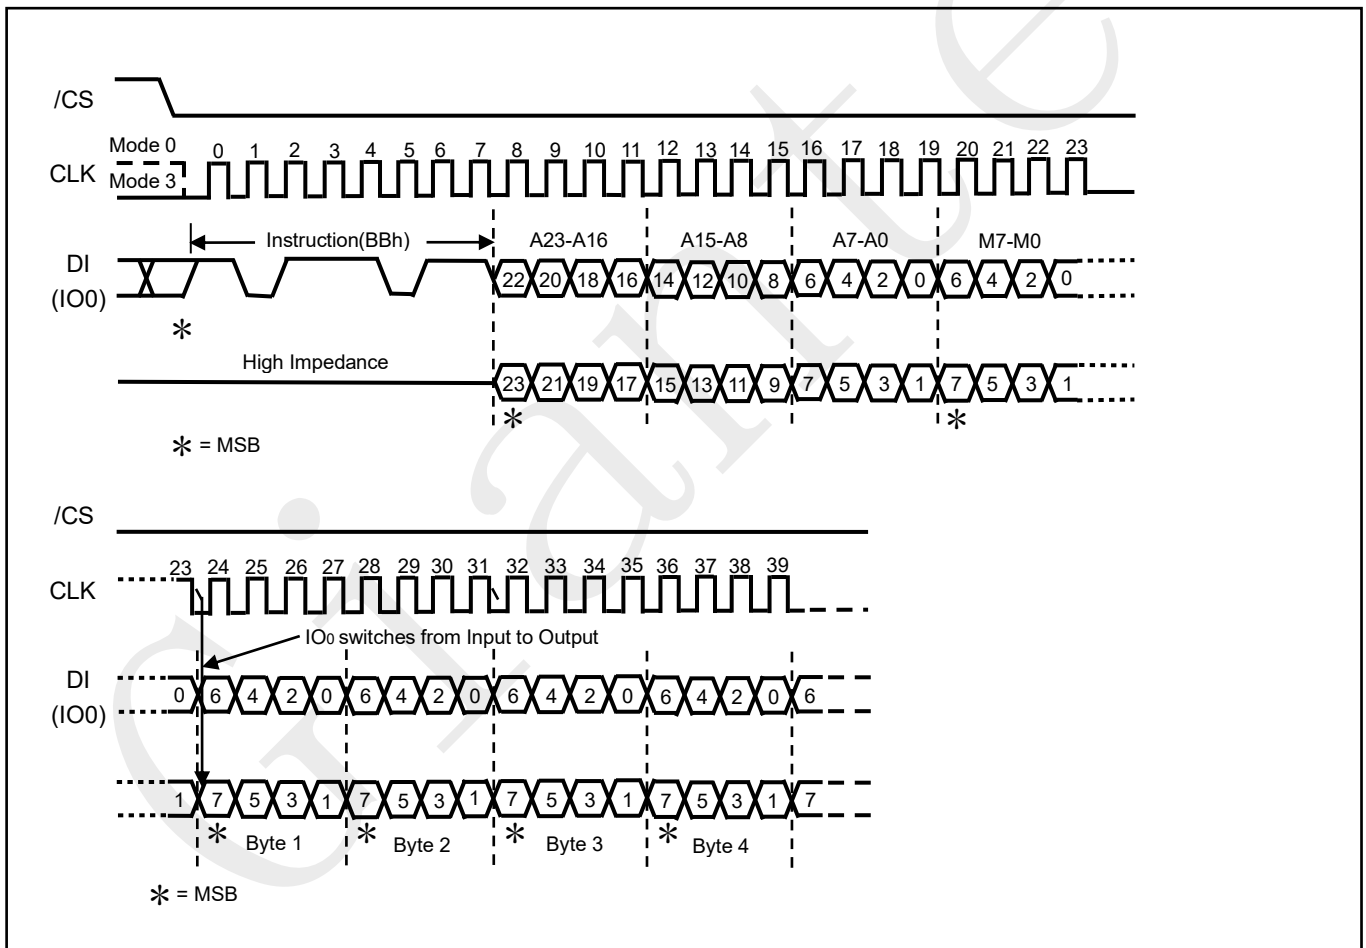 /CS
Mode 0
CLK
Mode 3
0 1 2 3 4 5 6 7 8 9 10 11 12 13 14 15 16 17 18 19 20 21 22 23
Instruction(BBh) A23-A16 A15-A8 A7-A0 M7-M0
DI
(IO0)
22 20 18 16 14 12 10 8 6 4 2 0 6 4 2 0
*
High Impedance
23 21 19 17 15 13 11 9 7 5 3 1 7 5 3 1
* *
* = MSB
/CS
23 24 25 26 27 28 29 30 31 32 33 34 35 36 37 38 39
CLK
IO0 switches from Input to Output
DI
(IO0)
0 6 4 2 0 6 4 2 0 6 4 2 0 6 4 2 0 6
1 7 5 3 1 7 5 3 1 7 5 3 1 7 5 3 1 7
* Byte 1 * Byte 2 * Byte 3 * Byte 4
* = MSB
Giante